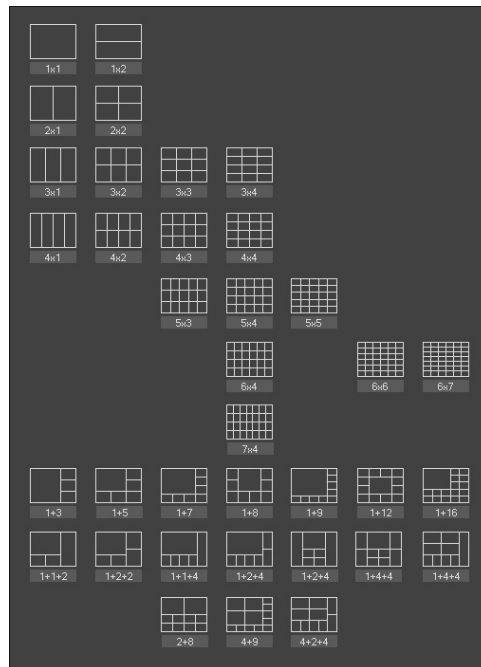 1x1 1x2
2x1 2x2
3x1 3x2 3x3 3x4
4x1 4x2 4x3 4x4
5x3 5x4 5x5
6x4 6x6 6x7
7x4
1+3 1+5 1+7 1+8 1+9 1+12 1+16
1+1+2 1+2+2 1+1+4 1+2+4 1+2+4 1+4+4 1+4+4
2+8 4+9 4+2+4